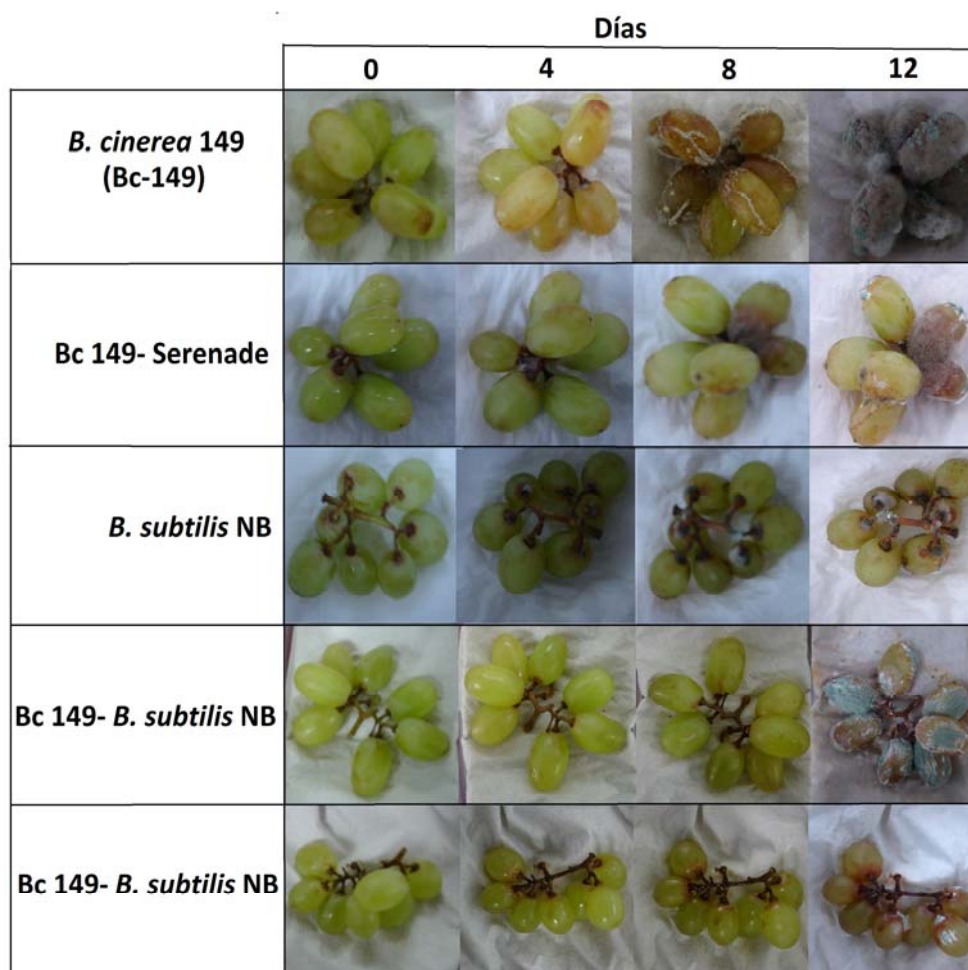 Días
0 4 8 12
B. cinerea 149
(Bc-149)
Bc 149- Serenade
B. subtilis NB
Bc 149- B. subtilis NB
Bc 149- B. subtilis NB